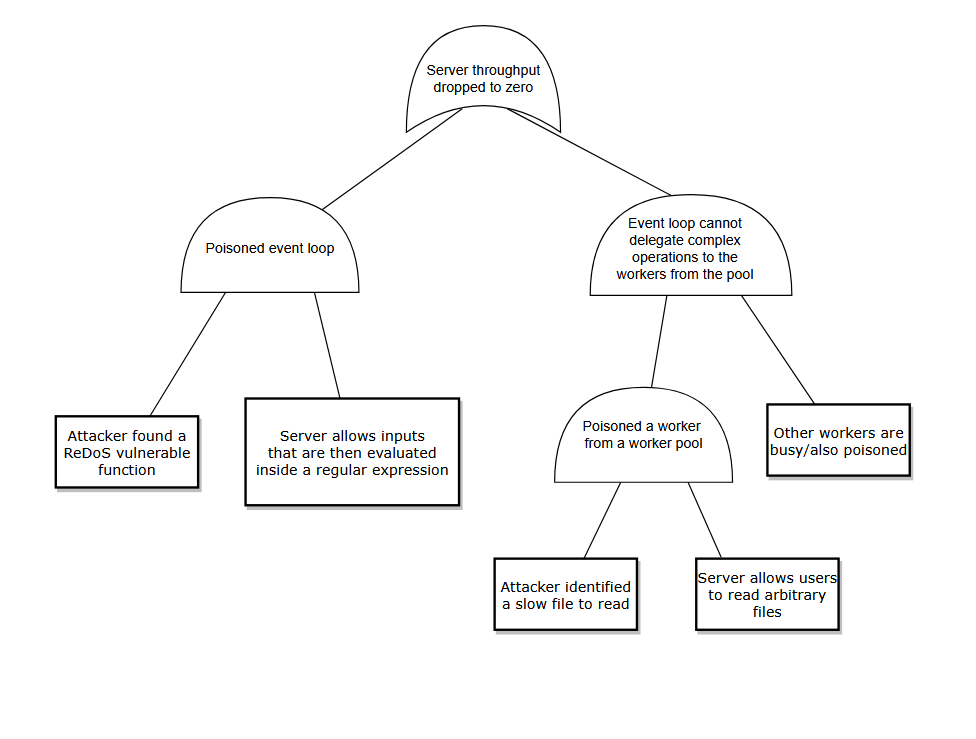 Server throughput
dropped to zero
Poisoned event loop
Event loop cannot
delegate complex
operations to the
workers from the pool
Attacker found a
ReDoS vulnerable
function
Server allows inputs
that are then evaluated
inside a regular expression
Poisoned a worker
from a worker pool
Other workers are
busy/also poisoned
Attacker identified
a slow file to read
Server allows users
to read arbitrary
files